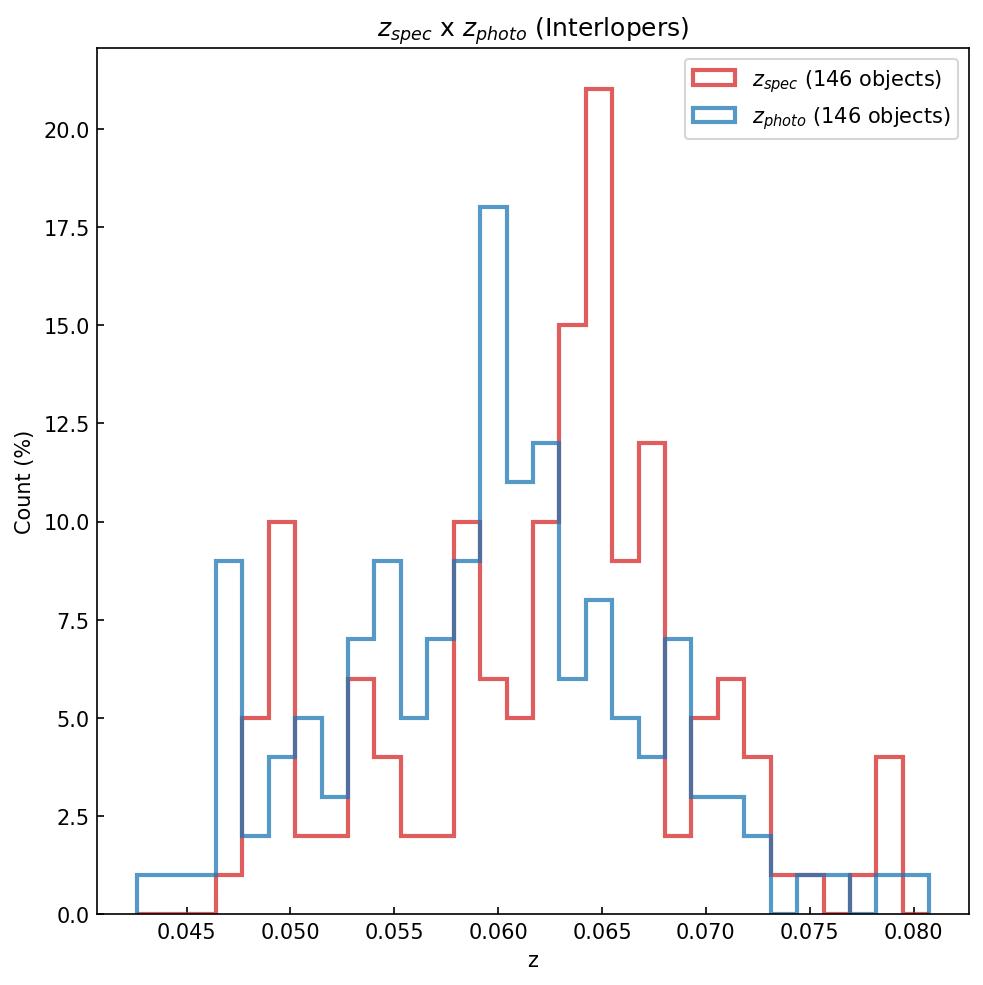 z_spec x z_photo (Interlopers)
z_spec (146 objects)
z_photo (146 objects)
Count (%)
20.0
17.5
15.0
12.5
10.0
7.5
5.0
2.5
0.0
0.045 0.050 0.055 0.060 0.065 0.070 0.075 0.080
z